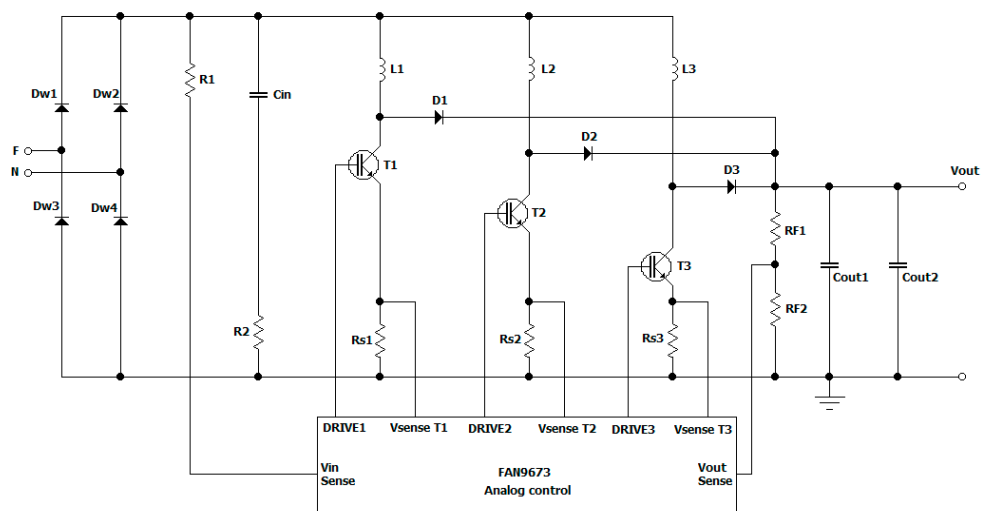 R1
Cin
L1
L2
L3
Dw1
Dw2
D1
D2
D3
F
N
T1
Vout
Dw3
Dw4
T2
RF1
T3
Cout1
Cout2
R2
Rs1
Rs2
Rs3
RF2
DRIVE1
Vsense T1
DRIVE2
Vsense T2
DRIVE3
Vsense T3
Vin
Sense
FAN9673
Analog control
Vout
Sense